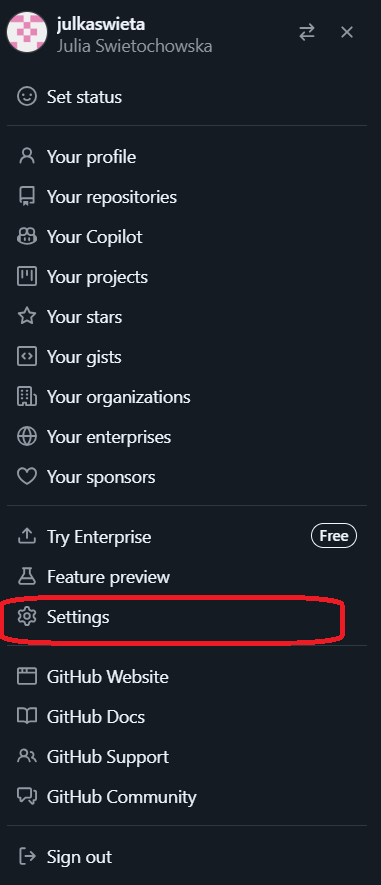 julkaswieta
Julia Swietochowska
Set status
Your profile
Your repositories
Your Copilot
Your projects
Your stars
Your gists
Your organizations
Your enterprises
Your sponsors
Try Enterprise Free
Feature preview
Settings
GitHub Website
GitHub Docs
GitHub Support
GitHub Community
Sign out